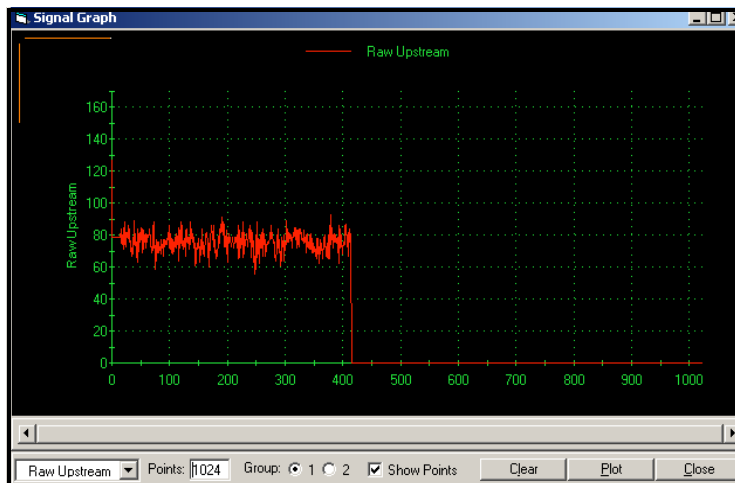 Signal Graph
Raw Upstream
160
140
120
100
80
60
40
20
0
Raw Upstream
0 100 200 300 400 500 600 700 800 900 1000
Raw Upstream Points: 1024 Group: 1 2 Show Points Clear Plot Close